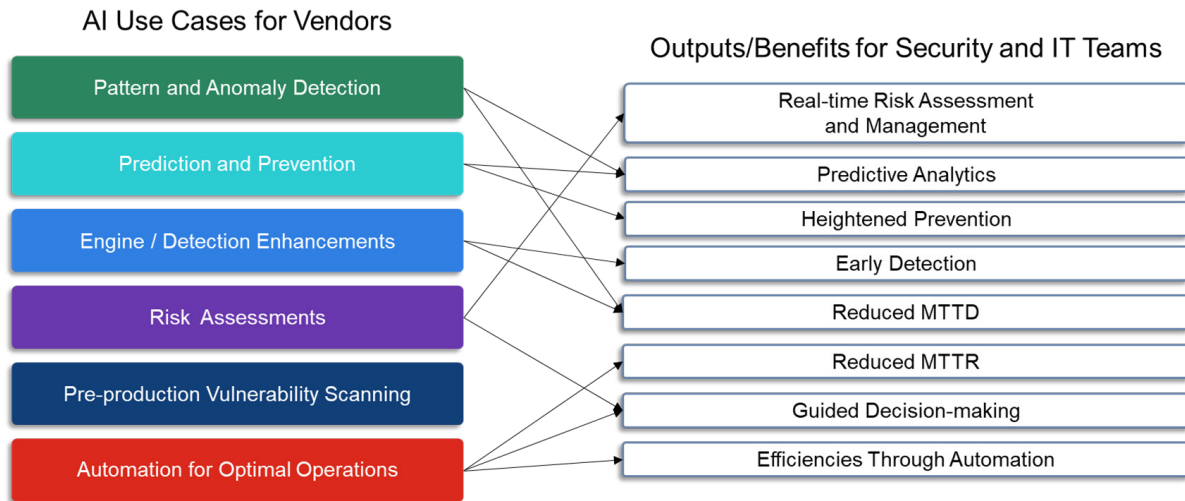 AI Use Cases for Vendors
Pattern and Anomaly Detection
Prediction and Prevention
Engine / Detection Enhancements
Risk Assessments
Pre-production Vulnerability Scanning
Automation for Optimal Operations
Outputs/Benefits for Security and IT Teams
Real-time Risk Assessment
and Management
Predictive Analytics
Heightened Prevention
Early Detection
Reduced MTTD
Reduced MTTR
Guided Decision-making
Efficiencies Through Automation